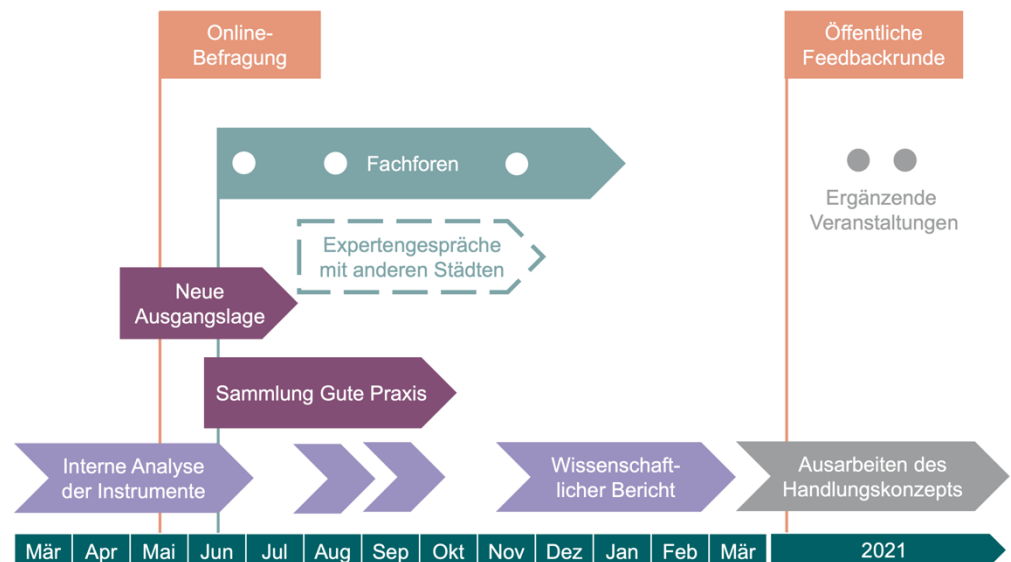 Online-
Befragung
Öffentliche
Feedbackrunde
Fachforen
Ergänzende
Veranstaltungen
Expertengespräche
mit anderen Städten
Neue
Ausgangslage
Sammlung Gute Praxis
Interne Analyse
der Instrumente
Wissenschaft-
licher Bericht
Ausarbeiten des
Handlungskonzepts
Mär Apr Mai Jun Jul Aug Sep Okt Nov Dez Jan Feb Mär 2021